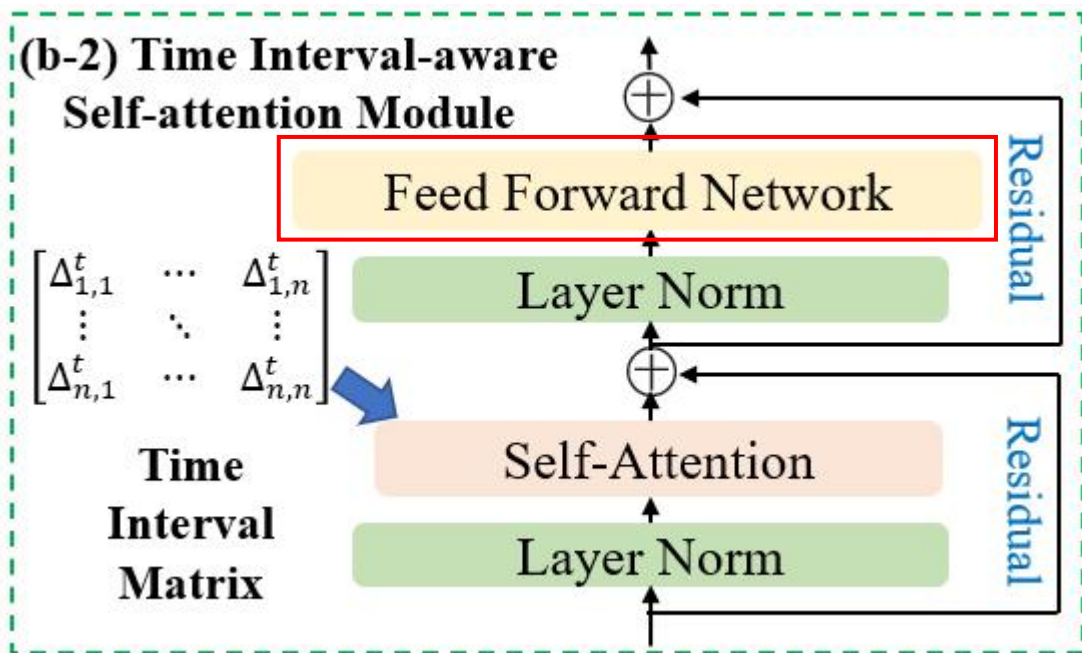 (b-2) Time Interval-aware
Self-attention Module
Feed Forward Network
Residual
Δ^t_{1,1} ⋯ Δ^t_{1,n}
⋮ ⋱ ⋮
Δ^t_{n,1} ⋯ Δ^t_{n,n}
Layer Norm
Self-Attention
Residual
Time
Interval
Matrix
Layer Norm